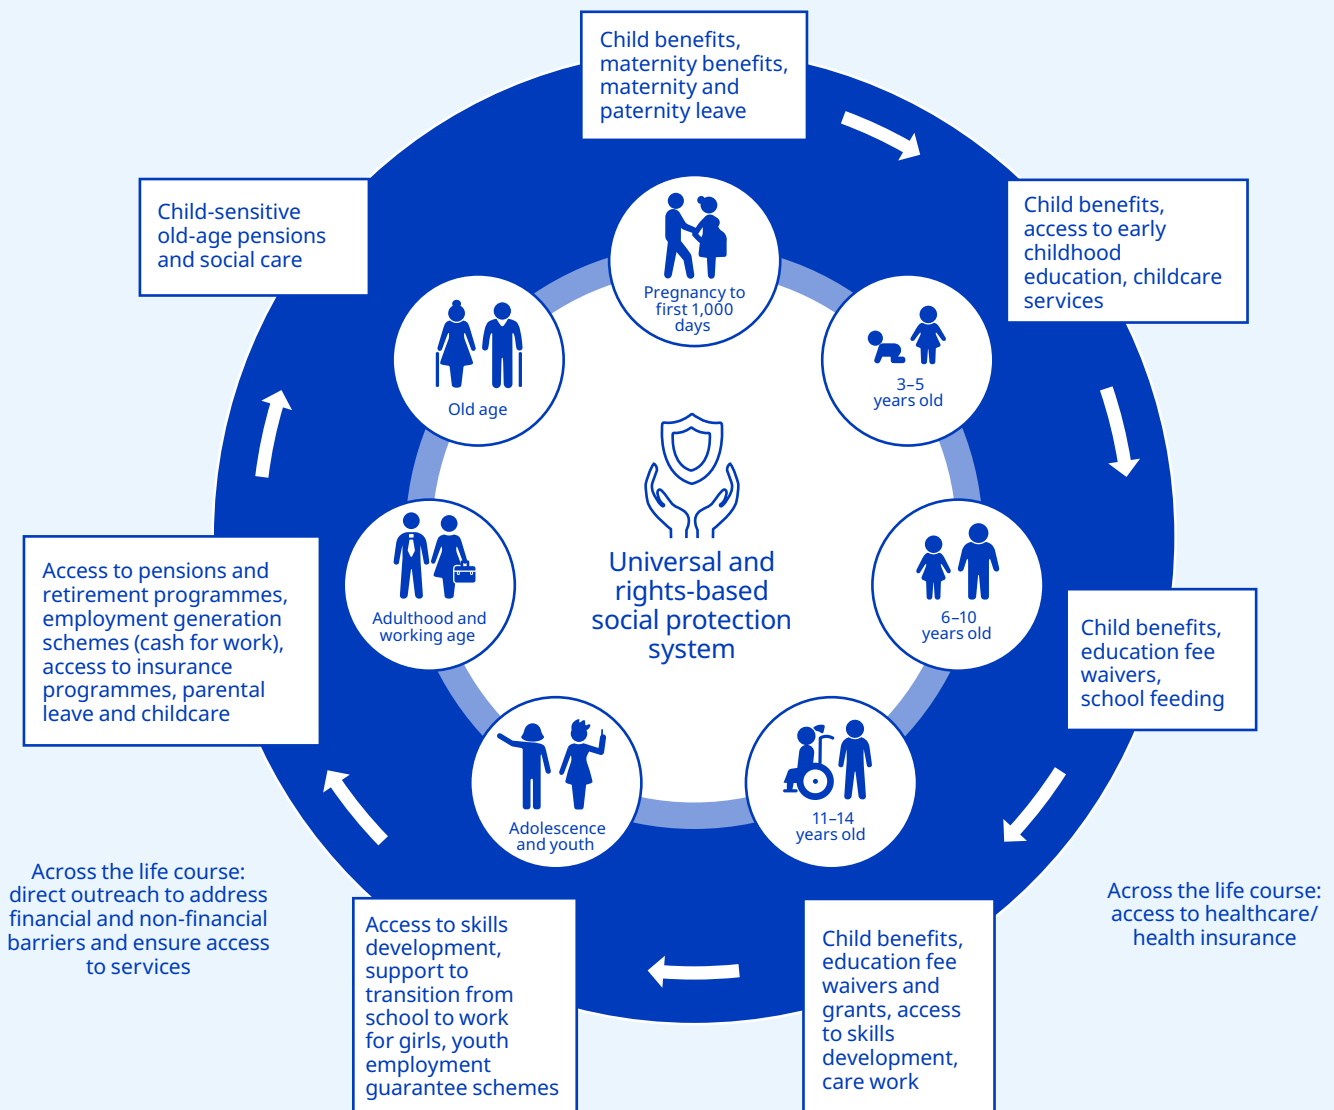 Child benefits,
maternity benefits,
maternity and
paternity leave
Child benefits,
access to early
childhood
education, childcare
services
Child benefits,
education fee
waivers,
school feeding
Child benefits,
education fee
waivers and
grants, access
to skills
development,
care work
Access to skills
development,
support to
transition from
school to work
for girls, youth
employment
guarantee schemes
Access to pensions and
retirement programmes,
employment generation
schemes (cash for work),
access to insurance
programmes, parental
leave and childcare
Child-sensitive
old-age pensions
and social care
Pregnancy to
first 1,000
days
3–5
years old
6–10
years old
11–14
years old
Adolescence
and youth
Adulthood and
working age
Old age
Universal and
rights-based
social protection
system
Across the life course:
direct outreach to address
financial and non-financial
barriers and ensure access
to services
Across the life course:
access to healthcare/
health insurance